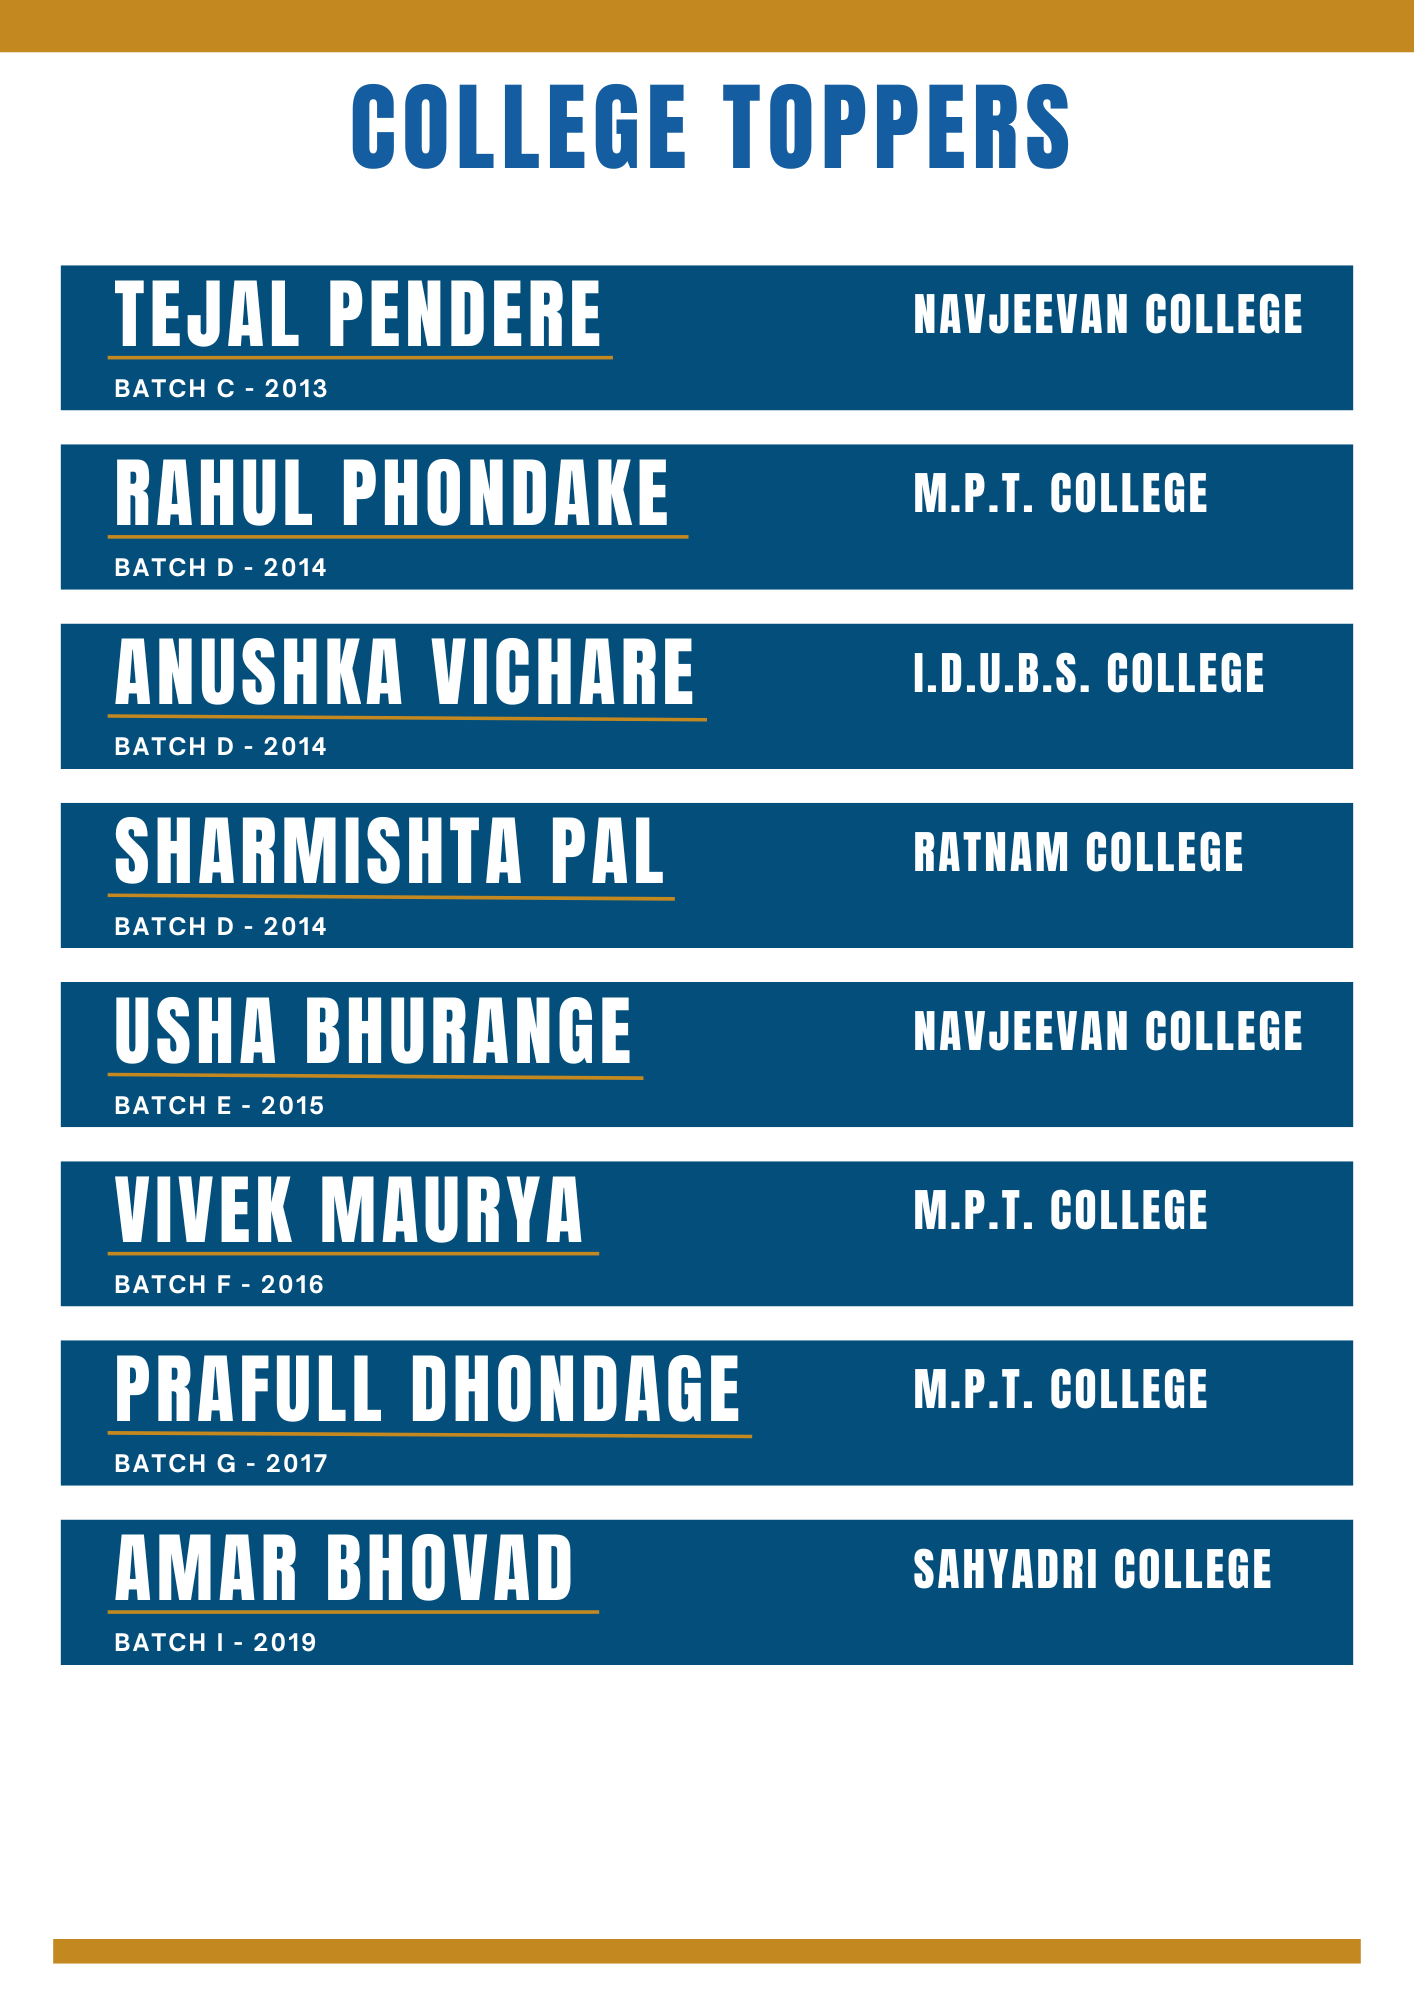 COLLEGE TOPPERS
TEJAL PENDERE
NAVJEEVAN COLLEGE
BATCH C - 2013
RAHUL PHONDAKE
M.P.T. COLLEGE
BATCH D - 2014
ANUSHKA VICHARE
I.D.U.B.S. COLLEGE
BATCH D - 2014
SHARMISHTA PAL
RATNAM COLLEGE
BATCH D - 2014
USHA BHURANGE
NAVJEEVAN COLLEGE
BATCH E - 2015
VIVEK MAURYA
M.P.T. COLLEGE
BATCH F - 2016
PRAFULL DHONDAGE
M.P.T. COLLEGE
BATCH G - 2017
AMAR BHOVAD
SAHYADRI COLLEGE
BATCH I - 2019